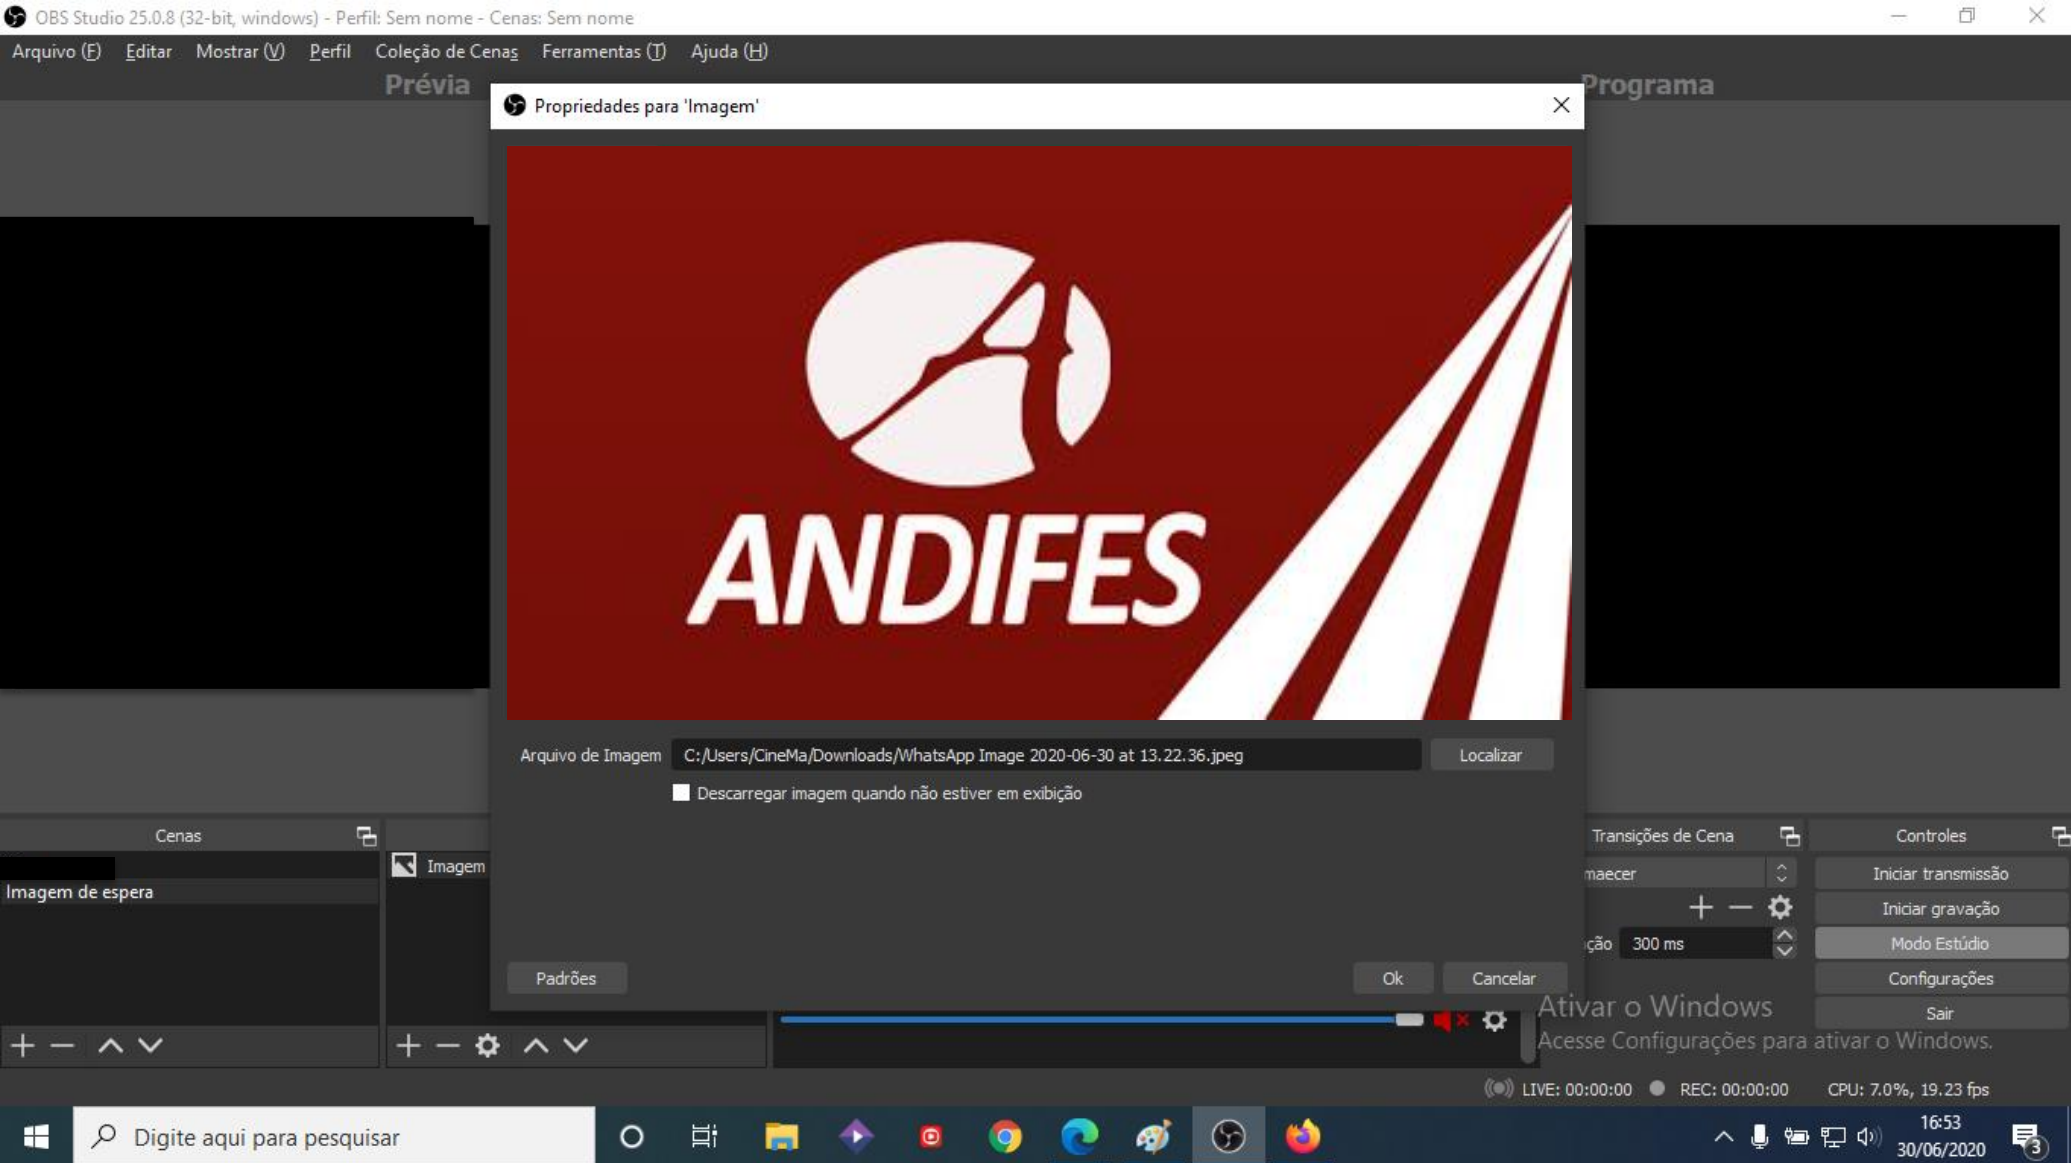 OBS Studio 25.0.8 (32-bit, windows) - Perfil: Sem nome - Cenas: Sem nome
Arquivo (F) Editar Mostrar (V) Perfil Coleção de Cenas Ferramentas (T) Ajuda (H)
Prévia
Programa
Propriedades para 'Imagem'
ANDIFES
Arquivo de Imagem C:/Users/CineMa/Downloads/WhatsApp Image 2020-06-30 at 13.22.36.jpeg Localizar
Descarregar imagem quando não estiver em exibição
Padrões Ok Cancelar
Cenas
Imagem de espera
Imagem
Transições de Cena
maecer
ção 300 ms
Controles
Iniciar transmissão
Iniciar gravação
Modo Estúdio
Configurações
Sair
Ativar o Windows
Acesse Configurações para ativar o Windows.
LIVE: 00:00:00 REC: 00:00:00 CPU: 7.0%, 19.23 fps
Digite aqui para pesquisar
16:53
30/06/2020
3